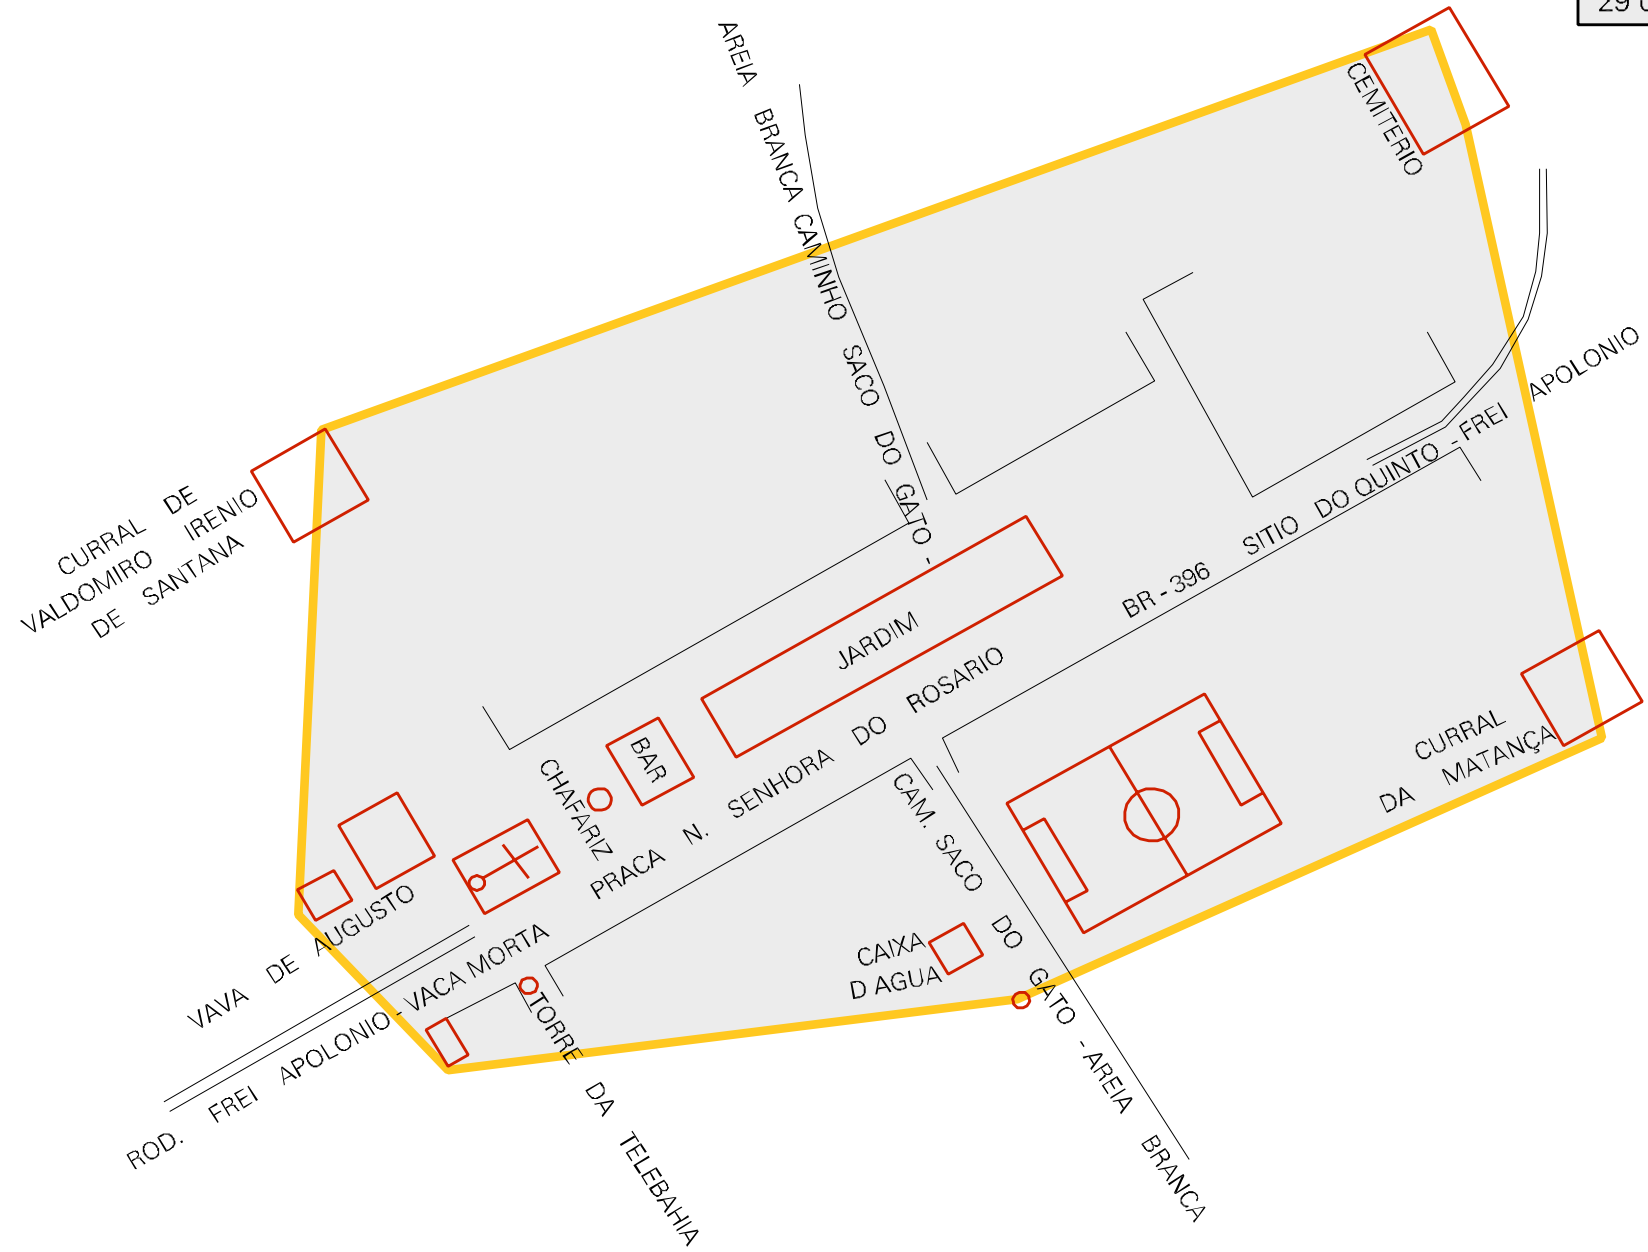 29
CEMITERIO
AREIA BRANCA CAMINHO SACO DO GATO -
CURRAL DE
VALDOMIRO IRENIO
DE SANTANA
SITIO DO QUINTO - FREI APOLONIO
BR - 396
JARDIM
PRACA N. SENHORA DO ROSARIO
BAR
CHAFARIZ
CURRAL
DA MATANÇA
CAM. SACO DO GATO - AREIA BRANCA
CAIXA
D AGUA
VAVA DE AUGUSTO
ROD. FREI APOLONIO - VACA MORTA
TORRE DA TELEBAHIA